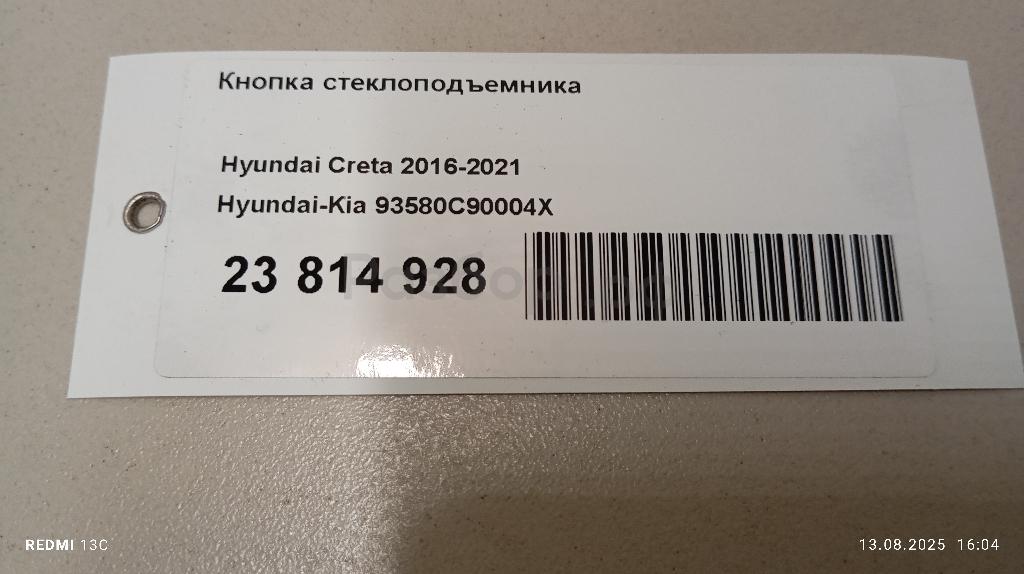 Кнопка стеклоподъемника
Hyundai Creta 2016-2021
Hyundai-Kia 93580C90004X
23 814 928
REDMI 13C
13.08.2025 16:04